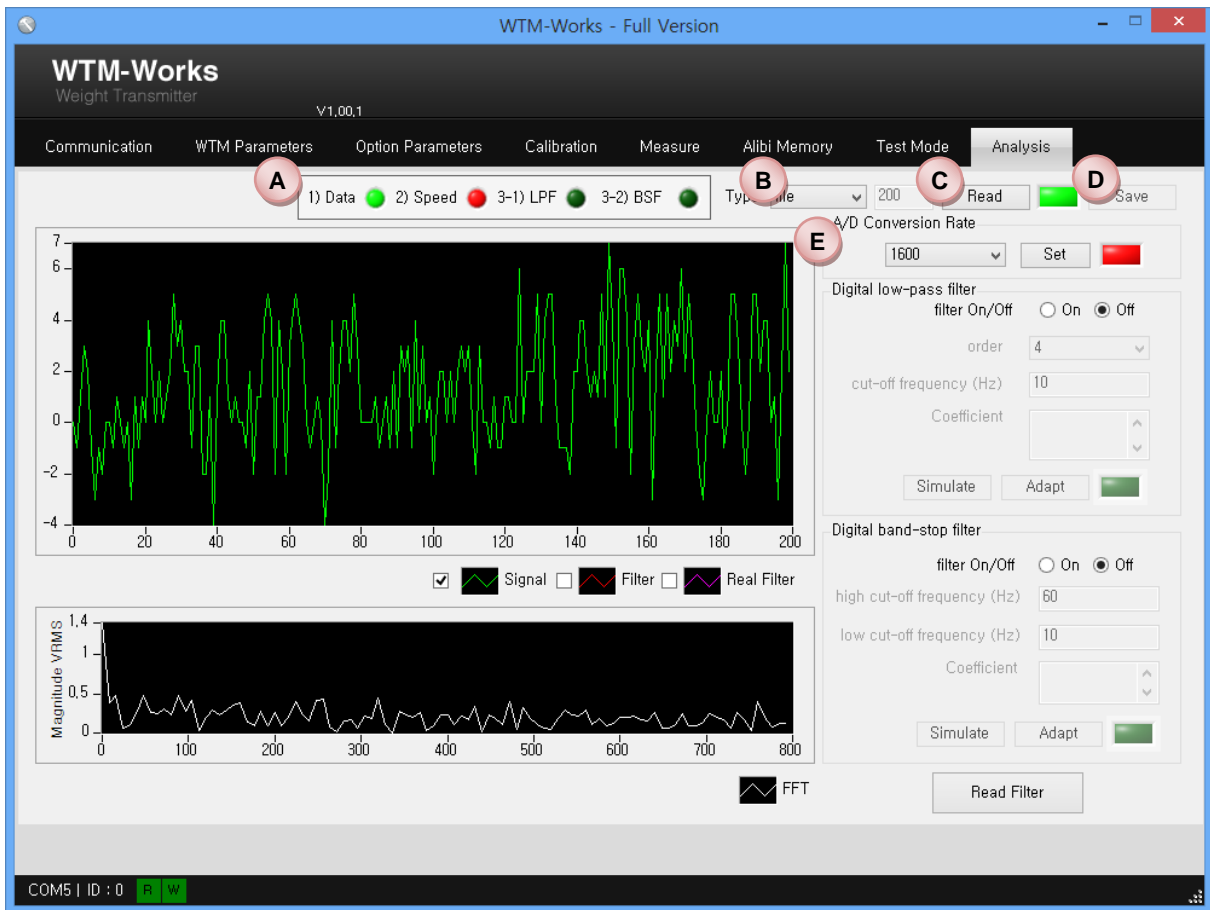 WTM-Works - Full Version
WTM-Works
Weight Transmitter
V1,00,1
Communication WTM Parameters Option Parameters Calibration Measure Alibi Memory Test Mode Analysis
A B C D
1) Data 2) Speed 3-1) LPF 3-2) BSF 200 Read Save
E
A/D Conversion Rate
1600 Set
Digital low-pass filter
filter On/Off On Off
order 4
cut-off frequency (Hz) 10
Coefficient
Simulate Adapt
7
6
4
2
0
-2
-4
0 20 40 60 80 100 120 140 160 180 200
Signal Filter Real Filter
Digital band-stop filter
filter On/Off On Off
high cut-off frequency (Hz) 60
low cut-off frequency (Hz) 10
Coefficient
Simulate Adapt
Magnitude VRMS
1,4
1
0,5
0
0 100 200 300 400 500 600 700 800
FFT
Read Filter
COM5 | ID : 0 R W